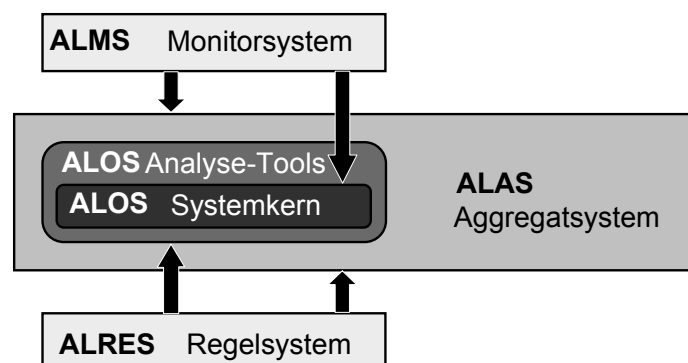 ALMS Monitorsystem
ALOS Analyse-Tools
ALOS Systemkern
ALAS
Aggregatsystem
ALRES Regelsystem